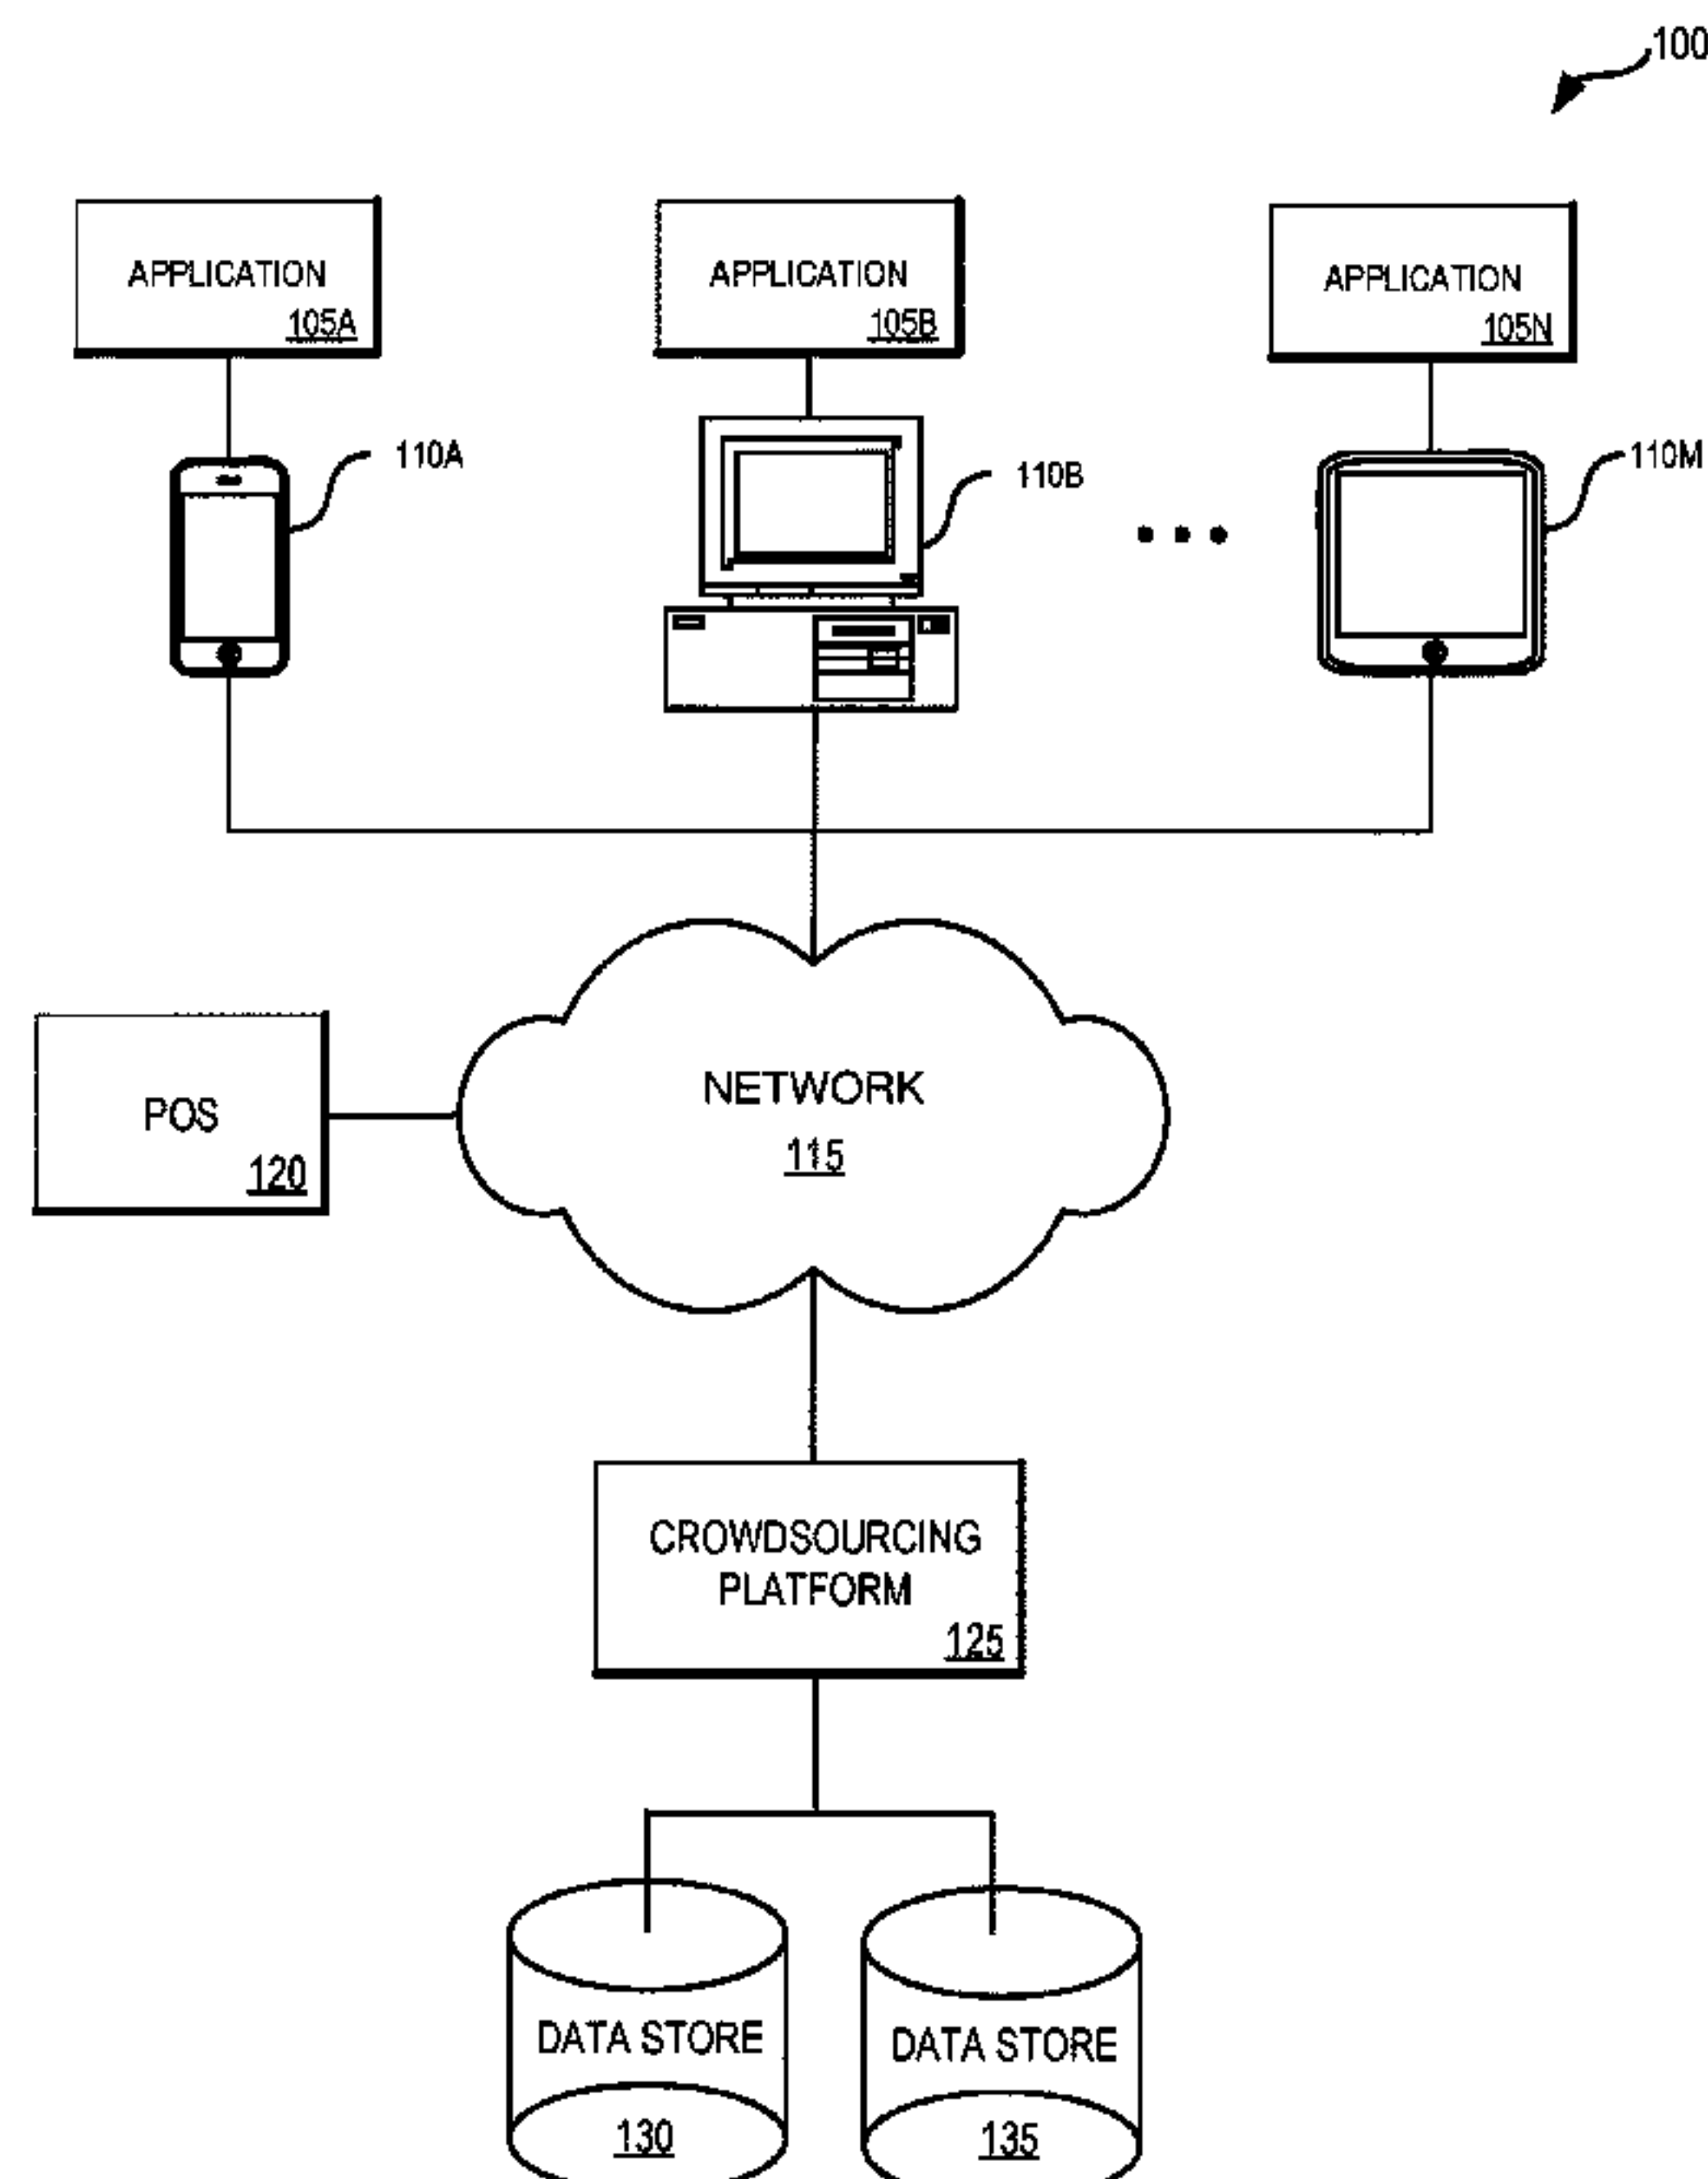 100
APPLICATION
105A
APPLICATION
105B
APPLICATION
105N
110A
110B
110M
NETWORK
115
POS
120
CROWDSOURCING
PLATFORM
125
DATA STORE
130
DATA STORE
135